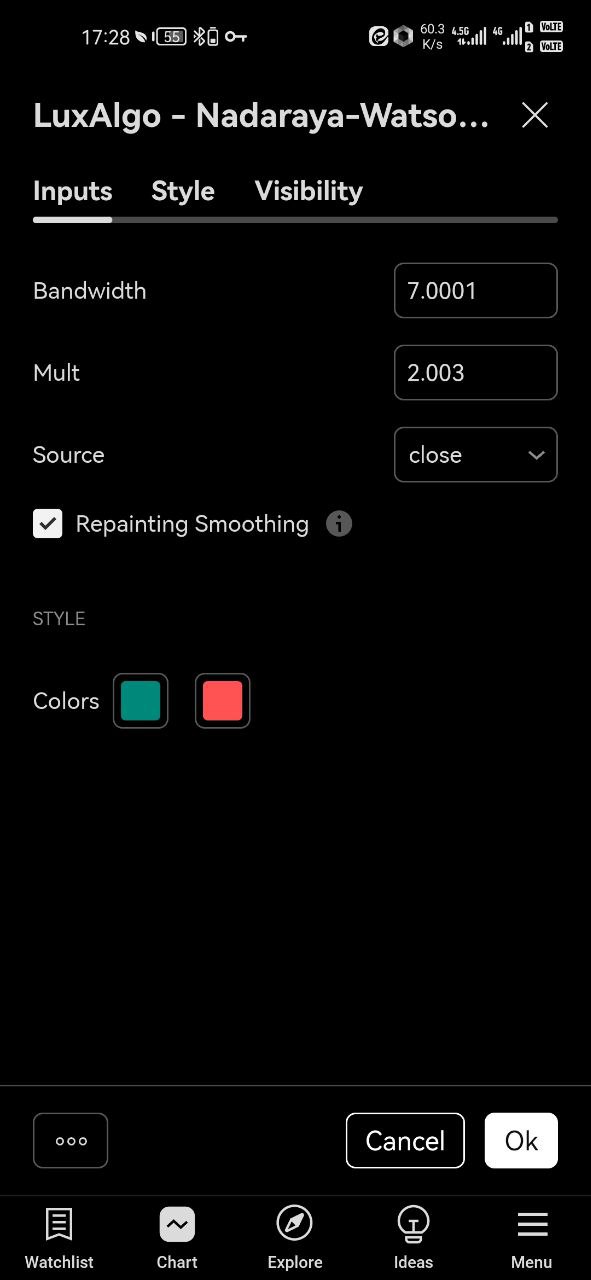 17:28 55 60.3 K/s 4.5G 4G 1 VoLTE 2 VoLTE
LuxAlgo - Nadaraya-Watso...
Inputs Style Visibility
Bandwidth 7.0001
Mult 2.003
Source close
Repainting Smoothing i
STYLE
Colors
Cancel Ok
Watchlist Chart Explore Ideas Menu